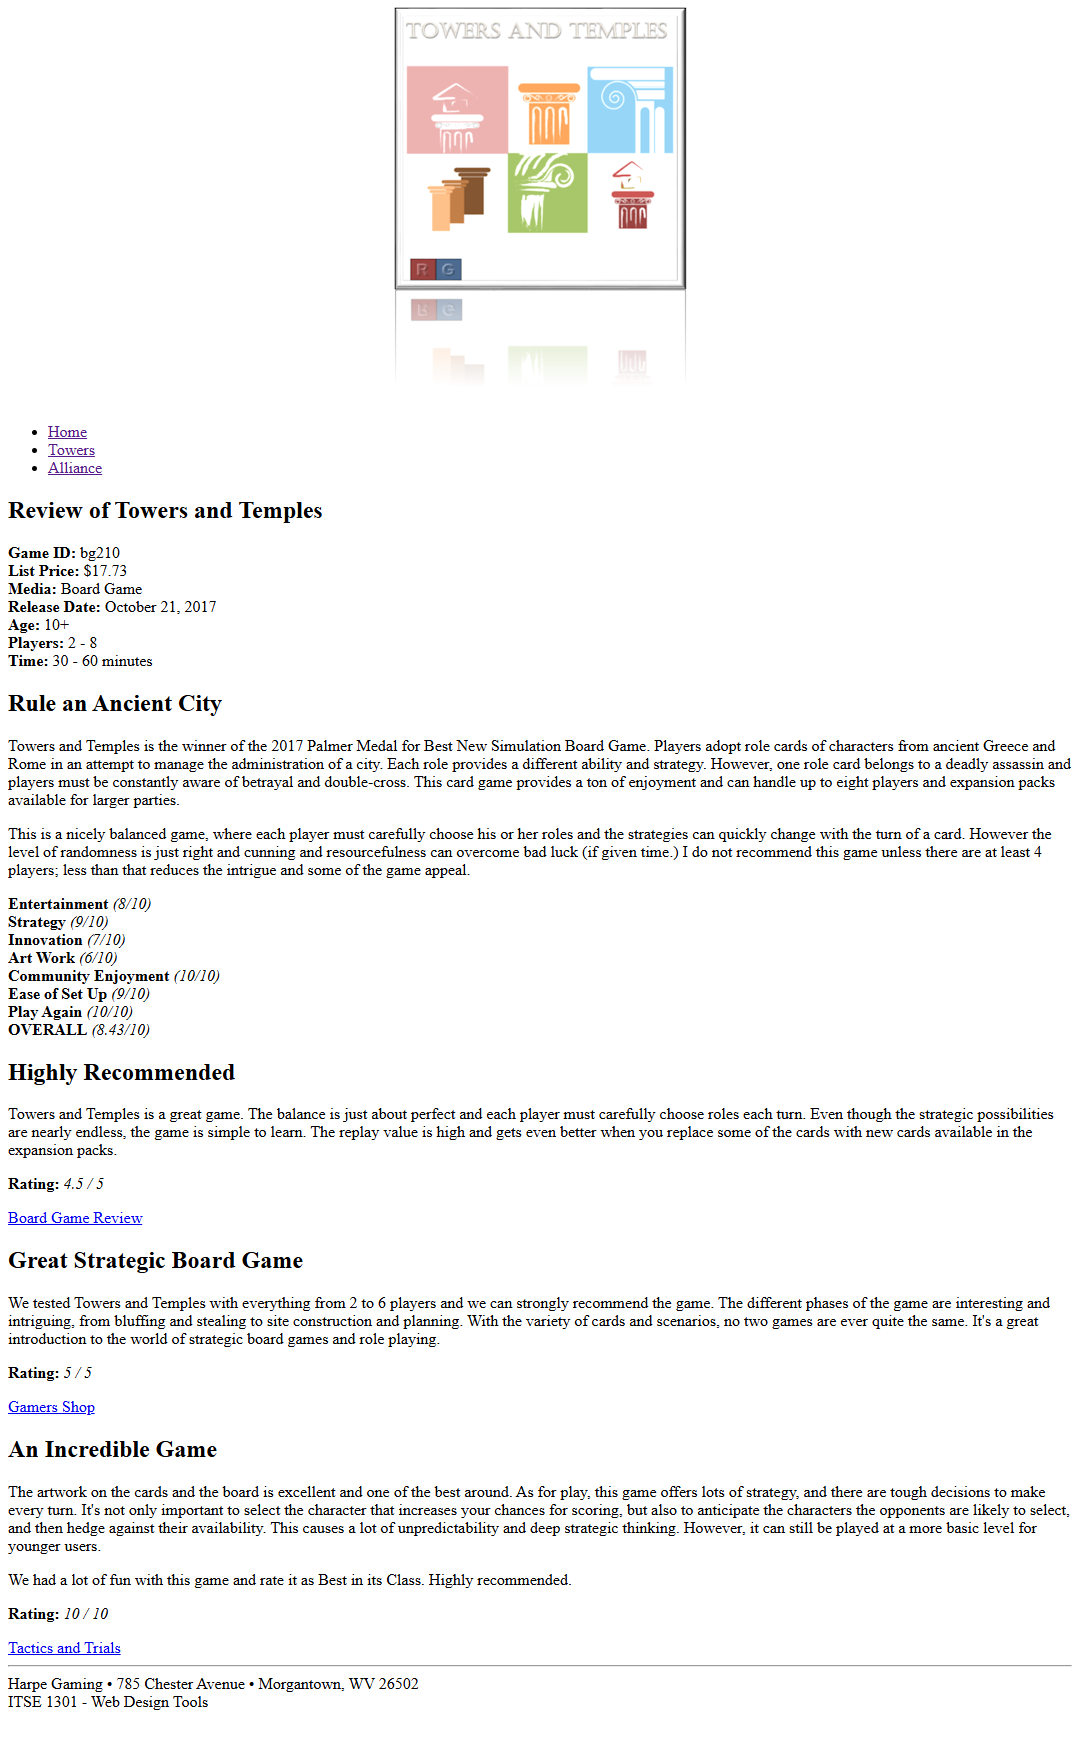 TOWERS AND TEMPLES
R G
Home
Towers
Alliance
Review of Towers and Temples
Game ID: bg210
List Price: $17.73
Media: Board Game
Release Date: October 21, 2017
Age: 10+
Players: 2 - 8
Time: 30 - 60 minutes
Rule an Ancient City
Towers and Temples is the winner of the 2017 Palmer Medal for Best New Simulation Board Game. Players adopt role cards of characters from ancient Greece and
Rome in an attempt to manage the administration of a city. Each role provides a different ability and strategy. However, one role card belongs to a deadly assassin and
players must be constantly aware of betrayal and double-cross. This card game provides a ton of enjoyment and can handle up to eight players and expansion packs
available for larger parties.
This is a nicely balanced game, where each player must carefully choose his or her roles and the strategies can quickly change with the turn of a card. However the
level of randomness is just right and cunning and resourcefulness can overcome bad luck (if given time.) I do not recommend this game unless there are at least 4
players; less than that reduces the intrigue and some of the game appeal.
Entertainment (8/10)
Strategy (9/10)
Innovation (7/10)
Art Work (6/10)
Community Enjoyment (10/10)
Ease of Set Up (9/10)
Play Again (10/10)
OVERALL (8.43/10)
Highly Recommended
Towers and Temples is a great game. The balance is just about perfect and each player must carefully choose roles each turn. Even though the strategic possibilities
are nearly endless, the game is simple to learn. The replay value is high and gets even better when you replace some of the cards with new cards available in the
expansion packs.
Rating: 4.5 / 5
Board Game Review
Great Strategic Board Game
We tested Towers and Temples with everything from 2 to 6 players and we can strongly recommend the game. The different phases of the game are interesting and
intriguing, from bluffing and stealing to site construction and planning. With the variety of cards and scenarios, no two games are ever quite the same. It's a great
introduction to the world of strategic board games and role playing.
Rating: 5 / 5
Gamers Shop
An Incredible Game
The artwork on the cards and the board is excellent and one of the best around. As for play, this game offers lots of strategy, and there are tough decisions to make
every turn. It's not only important to select the character that increases your chances for scoring, but also to anticipate the characters the opponents are likely to select,
and then hedge against their availability. This causes a lot of unpredictability and deep strategic thinking. However, it can still be played at a more basic level for
younger users.
We had a lot of fun with this game and rate it as Best in its Class. Highly recommended.
Rating: 10 / 10
Tactics and Trials
Harpe Gaming • 785 Chester Avenue • Morgantown, WV 26502
ITSE 1301 - Web Design Tools